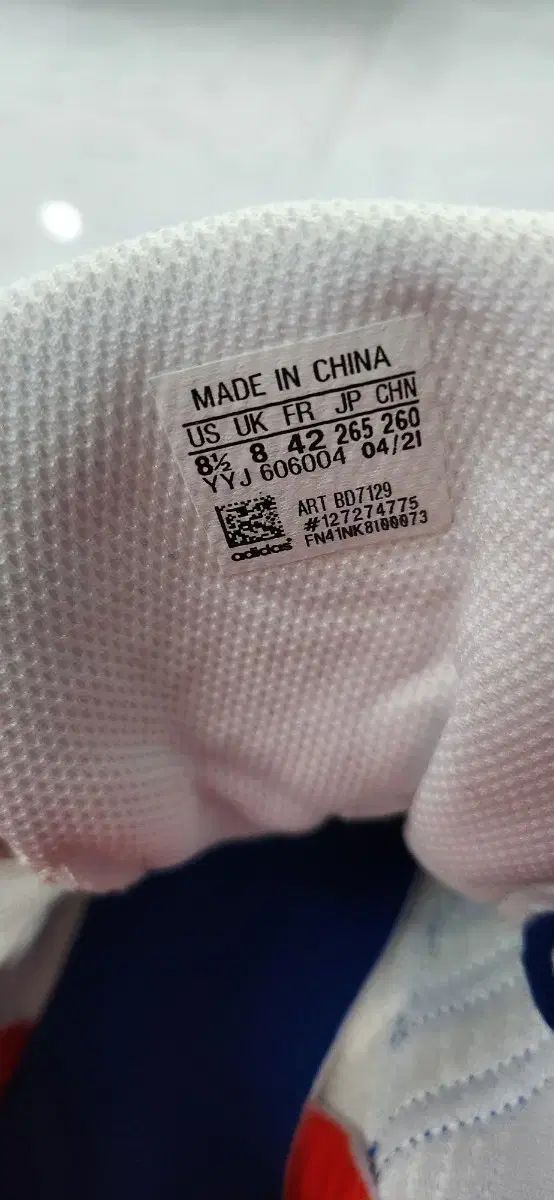 MADE IN CHINA
US UK FR JP CHN
8½ 8 42 265 260
YYJ 606004 04/21
ART BD7129
#127274775
FN41NK8I00073
adidas